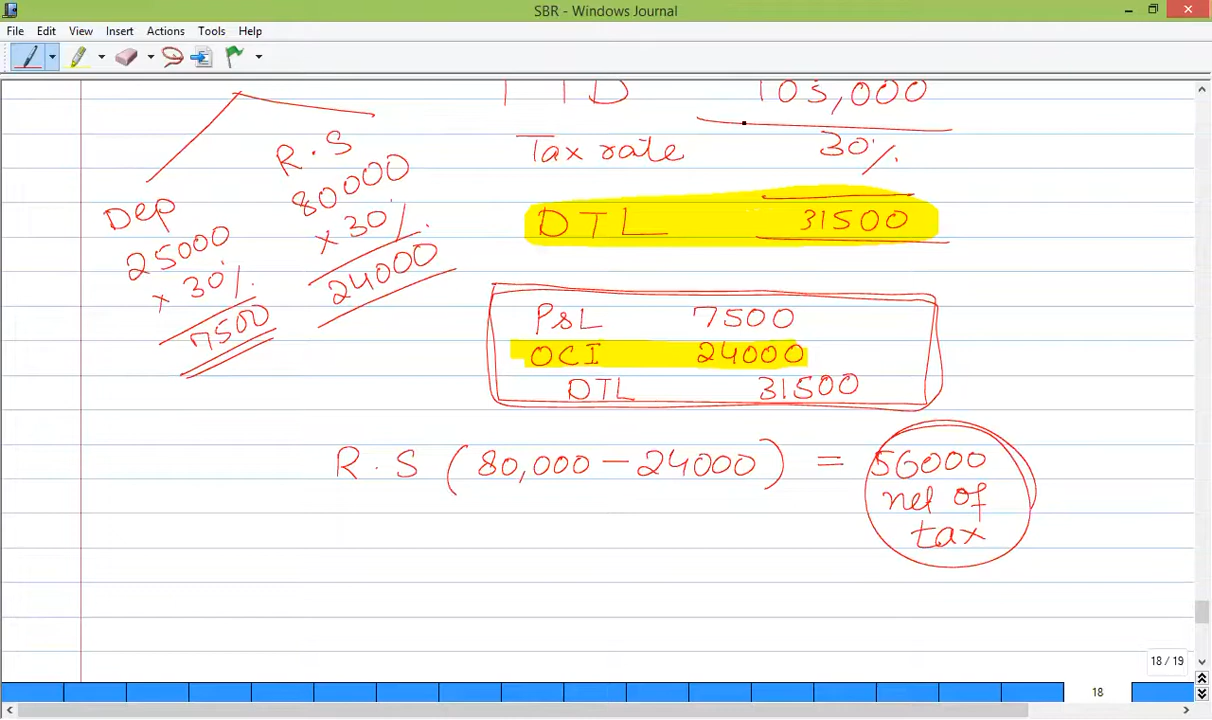 SBR - Windows Journal
File Edit View Insert Actions Tools Help
TTD 105,000
Tax rate 30%
DTL 31500
Dep
25000
x 30%
7500
R.S
80000
x 30%
24000
P&L 7500
OCI 24000
DTL 31500
R.S (80,000 - 24000) = 56000
net of
tax
18 / 19
18